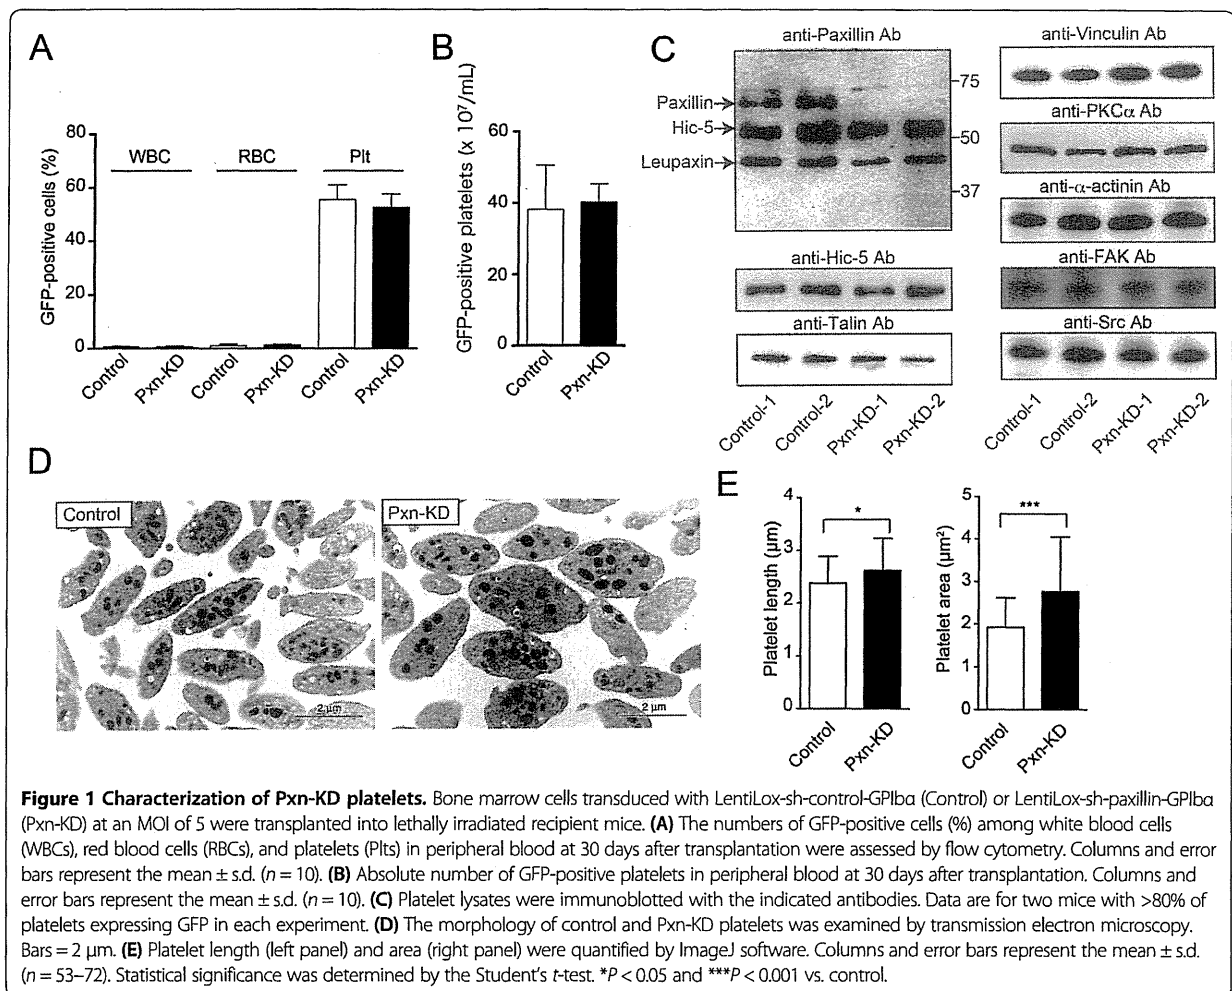 A
GFP-positive cells (%)
80
60
40
20
0
WBC
RBC
Plt
Control
Pxn-KD
Control
Pxn-KD
Control
Pxn-KD
B
GFP-positive platelets (x 10⁷/mL)
60
40
20
0
Control
Pxn-KD
C
anti-Paxillin Ab
Paxillin
Hic-5
Leupaxin
75
50
37
anti-Hic-5 Ab
anti-Talin Ab
Control-1
Control-2
Pxn-KD-1
Pxn-KD-2
anti-Vinculin Ab
anti-PKCα Ab
anti-α-actinin Ab
anti-FAK Ab
anti-Src Ab
Control-1
Control-2
Pxn-KD-1
Pxn-KD-2
D
Control
2 µm
Pxn-KD
2 µm
E
Platelet length (µm)
4
3
2
1
0
*
Control
Pxn-KD
Platelet area (µm²)
5
4
3
2
1
0
***
Control
Pxn-KD
Figure 1 Characterization of Pxn-KD platelets. Bone marrow cells transduced with LentiLox-sh-control-GPIbα (Control) or LentiLox-sh-paxillin-GPIbα
(Pxn-KD) at an MOI of 5 were transplanted into lethally irradiated recipient mice. (A) The numbers of GFP-positive cells (%) among white blood cells
(WBCs), red blood cells (RBCs), and platelets (Plts) in peripheral blood at 30 days after transplantation were assessed by flow cytometry. Columns and error
bars represent the mean ± s.d. (n = 10). (B) Absolute number of GFP-positive platelets in peripheral blood at 30 days after transplantation. Columns and
error bars represent the mean ± s.d. (n = 10). (C) Platelet lysates were immunoblotted with the indicated antibodies. Data are for two mice with >80% of
platelets expressing GFP in each experiment. (D) The morphology of control and Pxn-KD platelets was examined by transmission electron microscopy.
Bars = 2 µm. (E) Platelet length (left panel) and area (right panel) were quantified by ImageJ software. Columns and error bars represent the mean ± s.d.
(n = 53–72). Statistical significance was determined by the Student's t-test. *P < 0.05 and ***P < 0.001 vs. control.